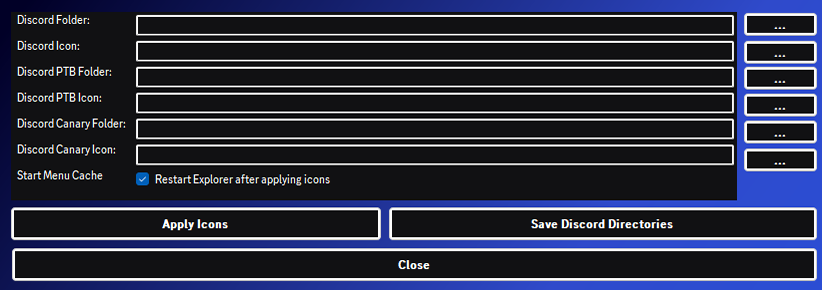 Discord Folder: ...
Discord Icon: ...
Discord PTB Folder: ...
Discord PTB Icon: ...
Discord Canary Folder: ...
Discord Canary Icon: ...
Start Menu Cache Restart Explorer after applying icons
Apply Icons Save Discord Directories
Close